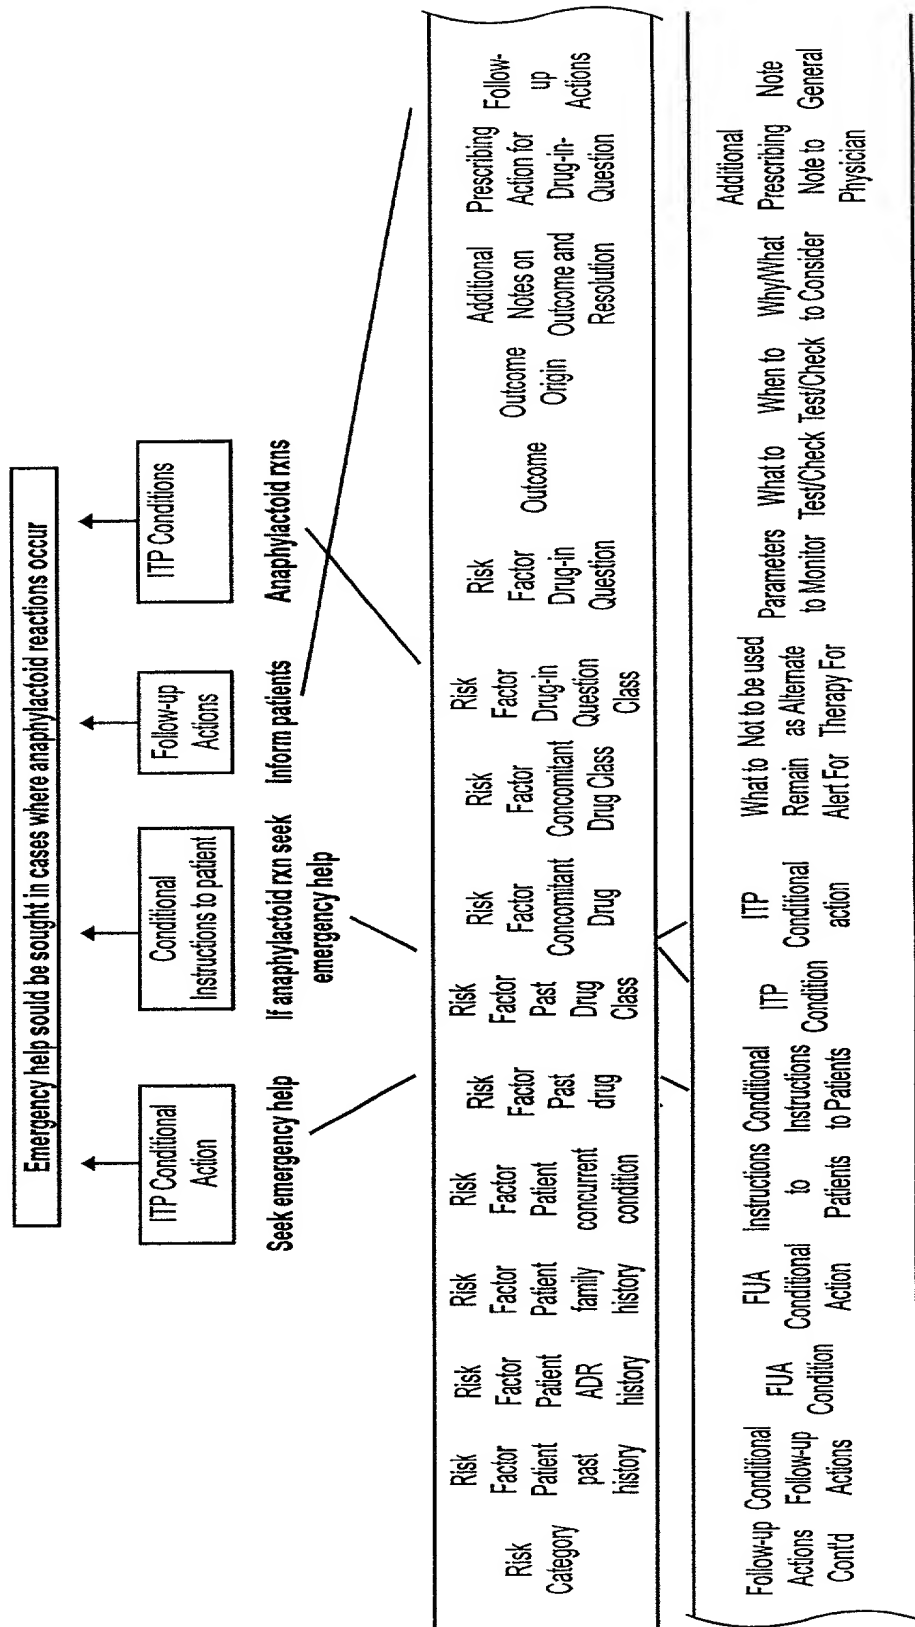 Emergency help sould be sought in cases where anaphylactoid reactions occur
ITP Conditional
Action
Conditional
Instructions to patient
Follow-up
Actions
ITP Conditions
Seek emergency help
If anaphylactoid rxn seek
emergency help
Inform patients
Anaphylactoid rxns
Risk
Category
Risk
Factor
Patient
past
history
Risk
Factor
Patient
ADR
history
Risk
Factor
Patient
family
history
Risk
Factor
Patient
concurrent
condition
Risk
Factor
Past
drug
Risk
Factor
Past
Drug
Class
Risk
Factor
Concomitant
Drug
Risk
Factor
Concomitant
Drug Class
Risk
Factor
Drug-in
Question
Class
Risk
Factor
Drug-in
Question
Outcome
Outcome
Origin
Additional
Notes on
Outcome and
Resolution
Prescribing
Action for
Drug-in-
Question
Follow-
up
Actions
Follow-up
Actions
Cont'd
Conditional
Follow-up
Actions
FUA
Condition
FUA
Conditional
Action
Instructions
to
Patients
Conditional
Instructions
to Patients
ITP
Condition
ITP
Conditional
action
What to
Remain
Alert For
Not to be used
as Alternate
Therapy For
Parameters
to Monitor
What to
Test/Check
When to
Test/Check
Why/What
to Consider
Additional
Prescribing
Note to
Physician
Note
General